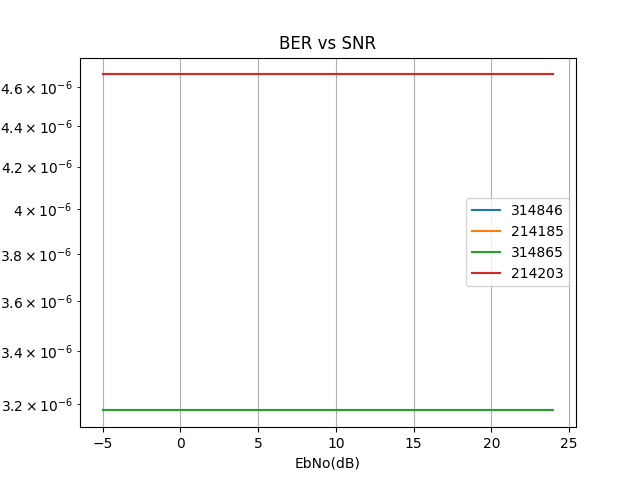 BER vs SNR
4.6 × 10⁻⁶
4.4 × 10⁻⁶
4.2 × 10⁻⁶
4 × 10⁻⁶
3.8 × 10⁻⁶
3.6 × 10⁻⁶
3.4 × 10⁻⁶
3.2 × 10⁻⁶
314846
214185
314865
214203
−5 0 5 10 15 20 25
EbNo(dB)